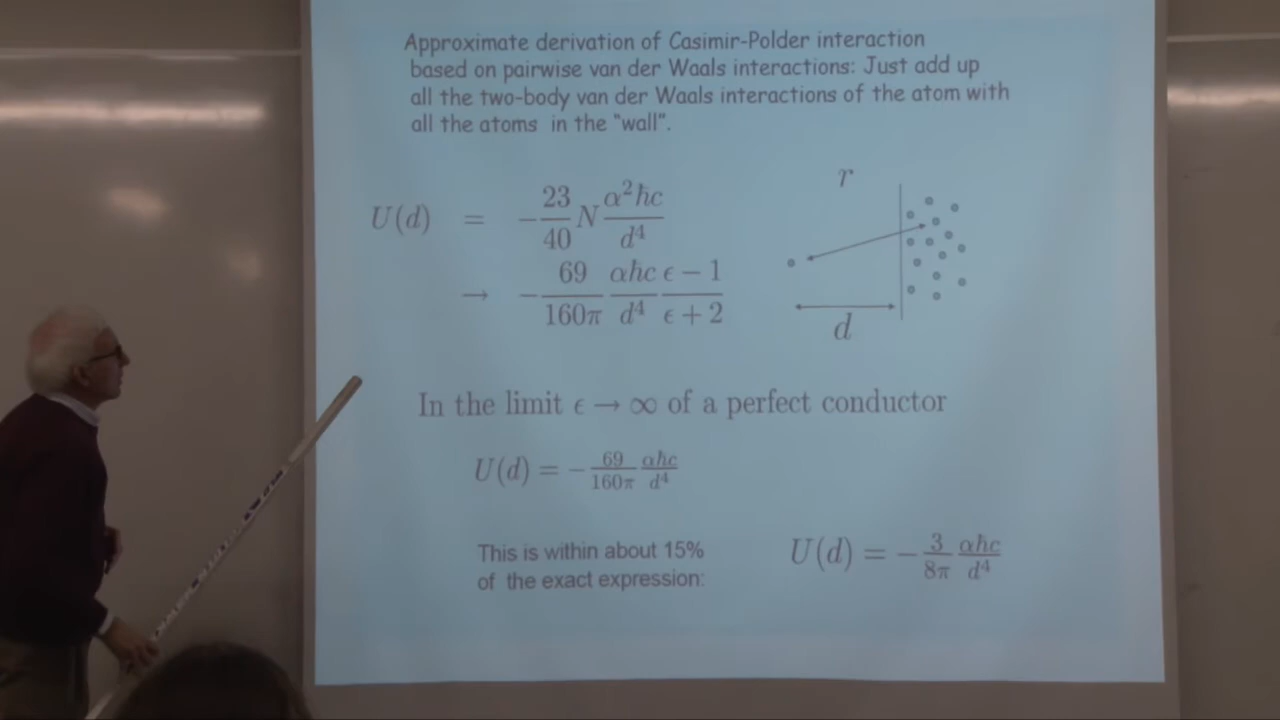 Approximate derivation of Casimir-Polder interaction
based on pairwise van der Waals interactions: Just add up
all the two-body van der Waals interactions of the atom with
all the atoms in the "wall".
U(d) = −23/40 N α²ħc/d⁴
→ −69/160π αħc/d⁴ ϵ − 1/ϵ + 2
r
d
In the limit ϵ → ∞ of a perfect conductor
U(d) = −69/160π αħc/d⁴
This is within about 15%
of the exact expression:
U(d) = −3/8π αħc/d⁴